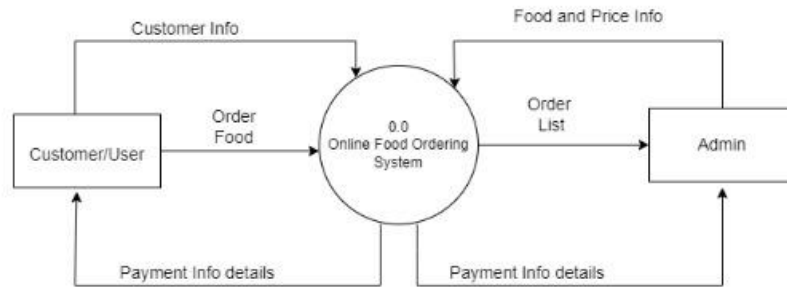 Customer Info
Food and Price Info
Order
Food
0.0
Online Food Ordering
System
Order
List
Customer/User
Admin
Payment Info details
Payment Info details